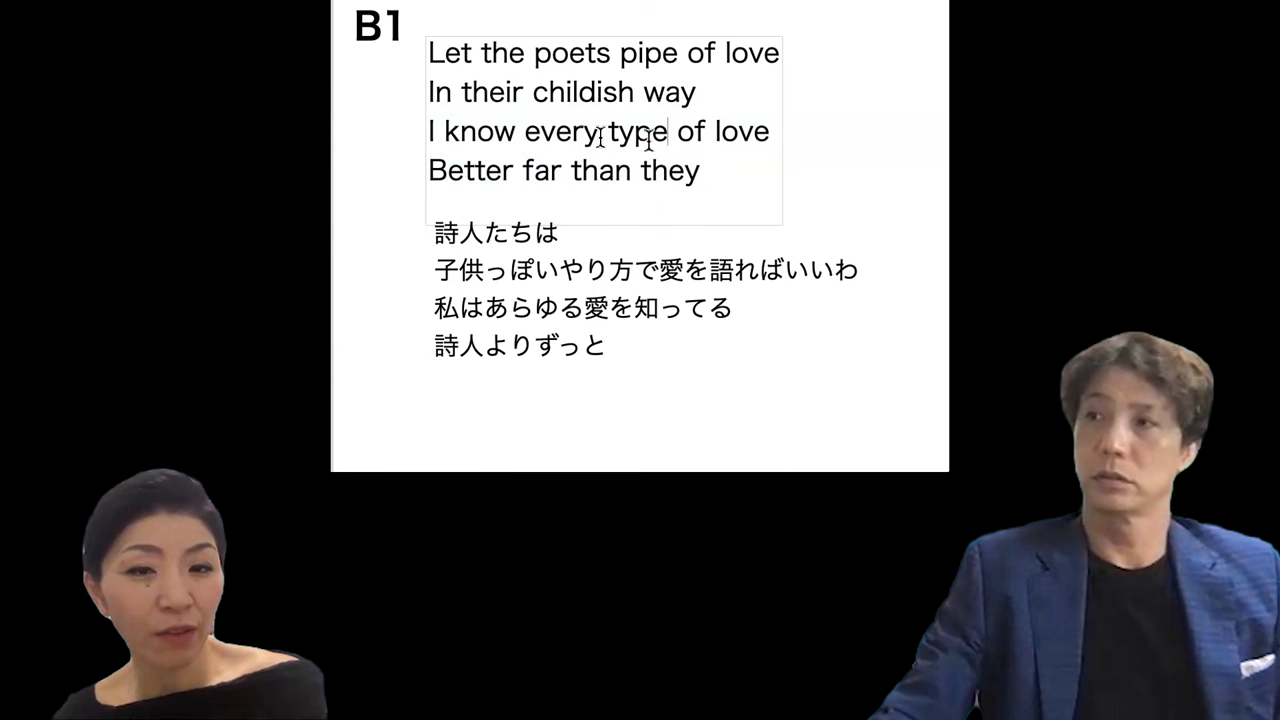 B1
Let the poets pipe of love
In their childish way
I know every type of love
Better far than they
詩人たちは
子供っぽいやり方で愛を語ればいいわ
私はあらゆる愛を知ってる
詩人よりずっと